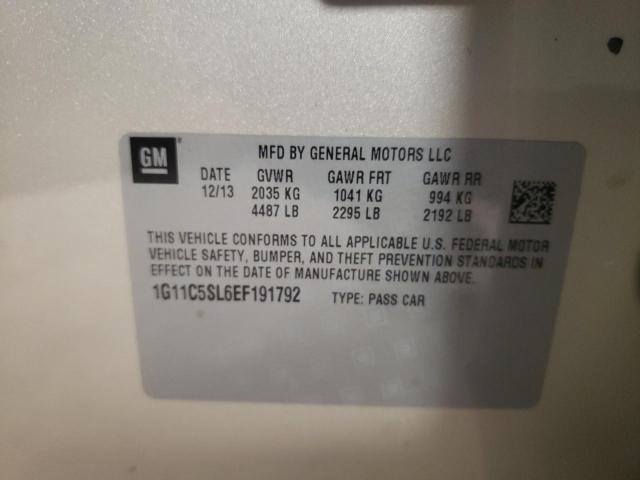 GM
MFD BY GENERAL MOTORS LLC
DATE GVWR GAWR FRT GAWR RR
12/13 2035 KG 1041 KG 994 KG
4487 LB 2295 LB 2192 LB
THIS VEHICLE CONFORMS TO ALL APPLICABLE U.S. FEDERAL MOTOR
VEHICLE SAFETY, BUMPER, AND THEFT PREVENTION STANDARDS IN
EFFECT ON THE DATE OF MANUFACTURE SHOWN ABOVE.
1G11C5SL6EF191792 TYPE: PASS CAR